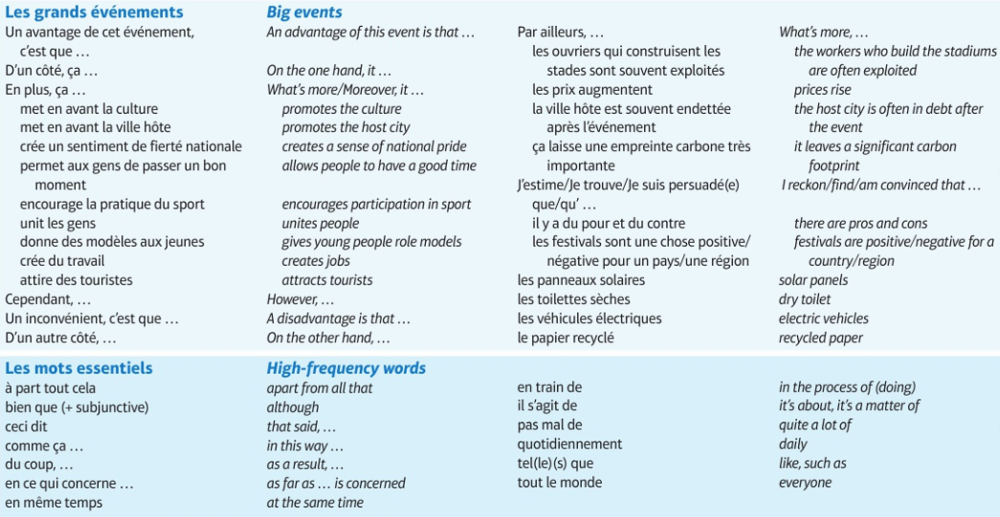 Les grands événements
Big events
Un avantage de cet événement,
c'est que …
An advantage of this event is that …
D'un côté, ça …
On the one hand, it …
En plus, ça …
What's more/Moreover, it …
met en avant la culture
promotes the culture
met en avant la ville hôte
promotes the host city
crée un sentiment de fierté nationale
creates a sense of national pride
permet aux gens de passer un bon
moment
allows people to have a good time
encourage la pratique du sport
encourages participation in sport
unit les gens
unites people
donne des modèles aux jeunes
gives young people role models
crée du travail
creates jobs
attire des touristes
attracts tourists
Cependant, …
However, …
Un inconvénient, c'est que …
A disadvantage is that …
D'un autre côté, …
On the other hand, …
Par ailleurs, …
What's more, …
les ouvriers qui construisent les
stades sont souvent exploités
the workers who build the stadiums
are often exploited
les prix augmentent
prices rise
la ville hôte est souvent endettée
après l'événement
the host city is often in debt after
the event
ça laisse une empreinte carbone très
importante
it leaves a significant carbon
footprint
J'estime/Je trouve/Je suis persuadé(e)
que/qu' …
I reckon/find/am convinced that …
il y a du pour et du contre
there are pros and cons
les festivals sont une chose positive/
négative pour un pays/une région
festivals are positive/negative for a
country/region
les panneaux solaires
solar panels
les toilettes sèches
dry toilet
les véhicules électriques
electric vehicles
le papier recyclé
recycled paper
Les mots essentiels
High-frequency words
à part tout cela
apart from all that
bien que (+ subjunctive)
although
ceci dit
that said, …
comme ça …
in this way …
du coup, …
as a result, …
en ce qui concerne …
as far as … is concerned
en même temps
at the same time
en train de
in the process of (doing)
il s'agit de
it's about, it's a matter of
pas mal de
quite a lot of
quotidiennement
daily
tel(le)(s) que
like, such as
tout le monde
everyone